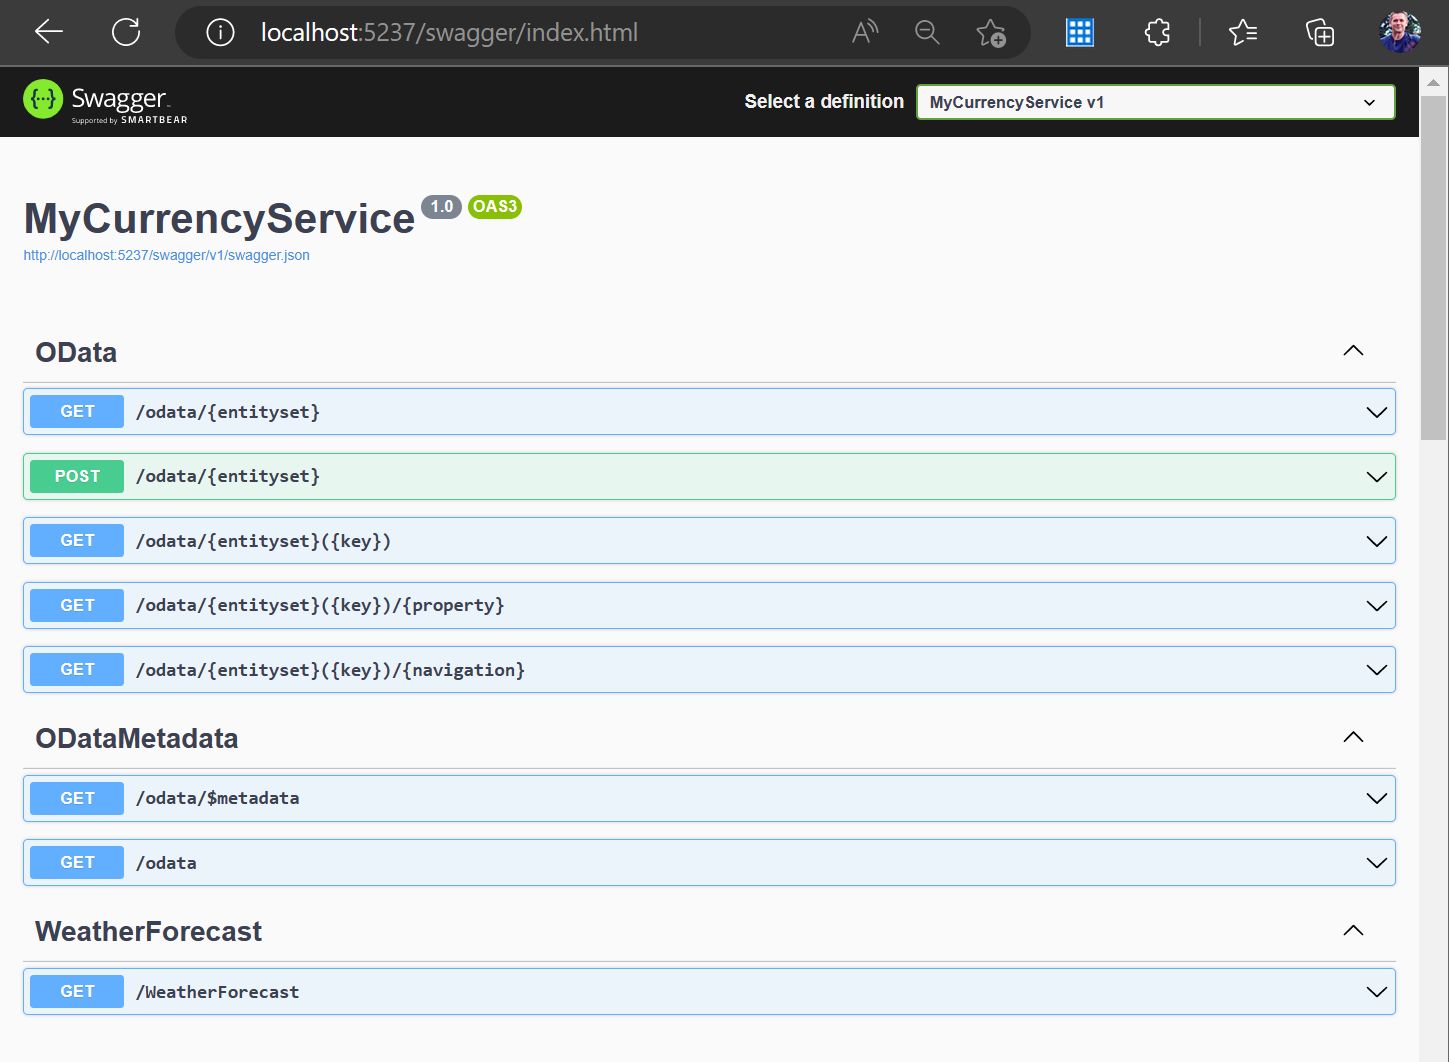 localhost:5237/swagger/index.html
Swagger
Supported by SMARTBEAR
Select a definition
MyCurrencyService v1
MyCurrencyService 1.0 OAS3
http://localhost:5237/swagger/v1/swagger.json
OData
GET /odata/{entityset}
POST /odata/{entityset}
GET /odata/{entityset}({key})
GET /odata/{entityset}({key})/{property}
GET /odata/{entityset}({key})/{navigation}
ODataMetadata
GET /odata/$metadata
GET /odata
WeatherForecast
GET /WeatherForecast